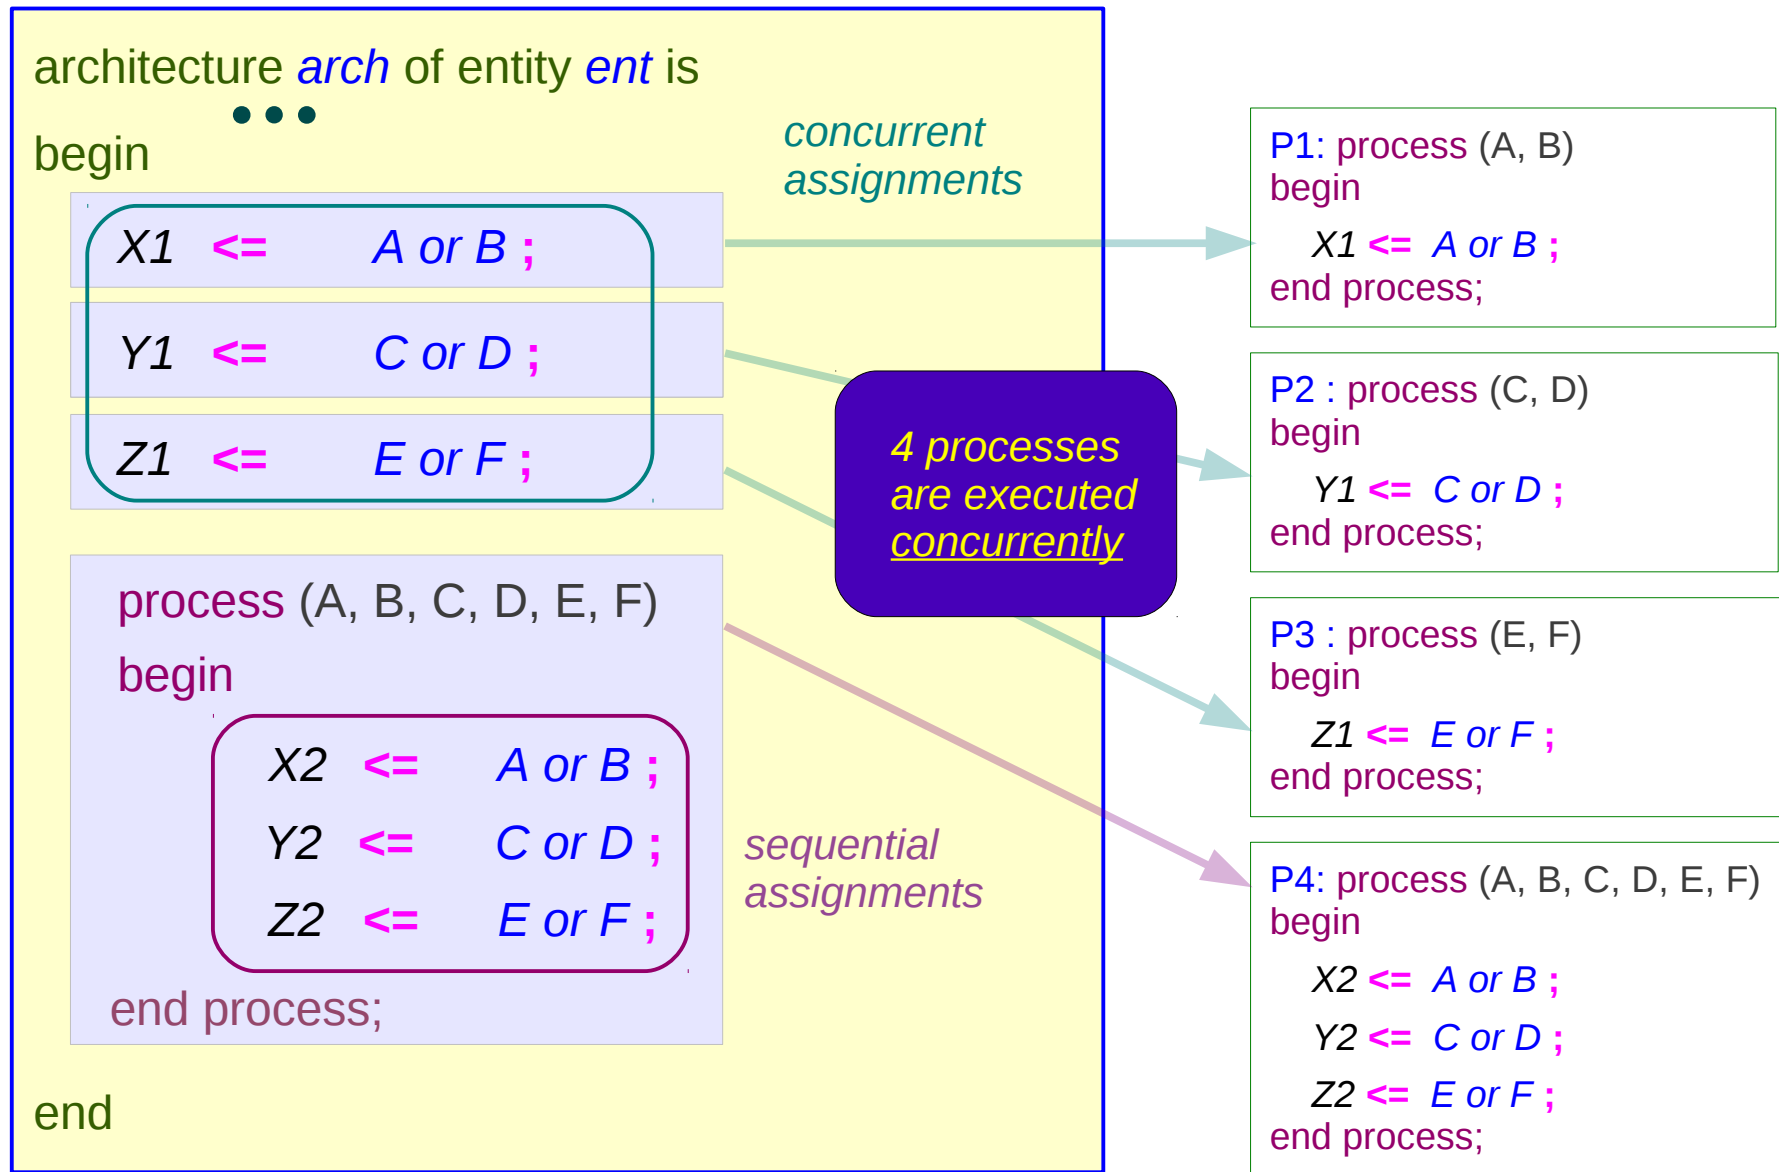 architecture arch of entity ent is
•••
begin
X1 <= A or B ;
Y1 <= C or D ;
Z1 <= E or F ;
process (A, B, C, D, E, F)
begin
X2 <= A or B ;
Y2 <= C or D ;
Z2 <= E or F ;
end process;
end
concurrent
assignments
4 processes
are executed
concurrently
sequential
assignments
P1: process (A, B)
begin
X1 <= A or B ;
end process;
P2 : process (C, D)
begin
Y1 <= C or D ;
end process;
P3 : process (E, F)
begin
Z1 <= E or F ;
end process;
P4: process (A, B, C, D, E, F)
begin
X2 <= A or B ;
Y2 <= C or D ;
Z2 <= E or F ;
end process;